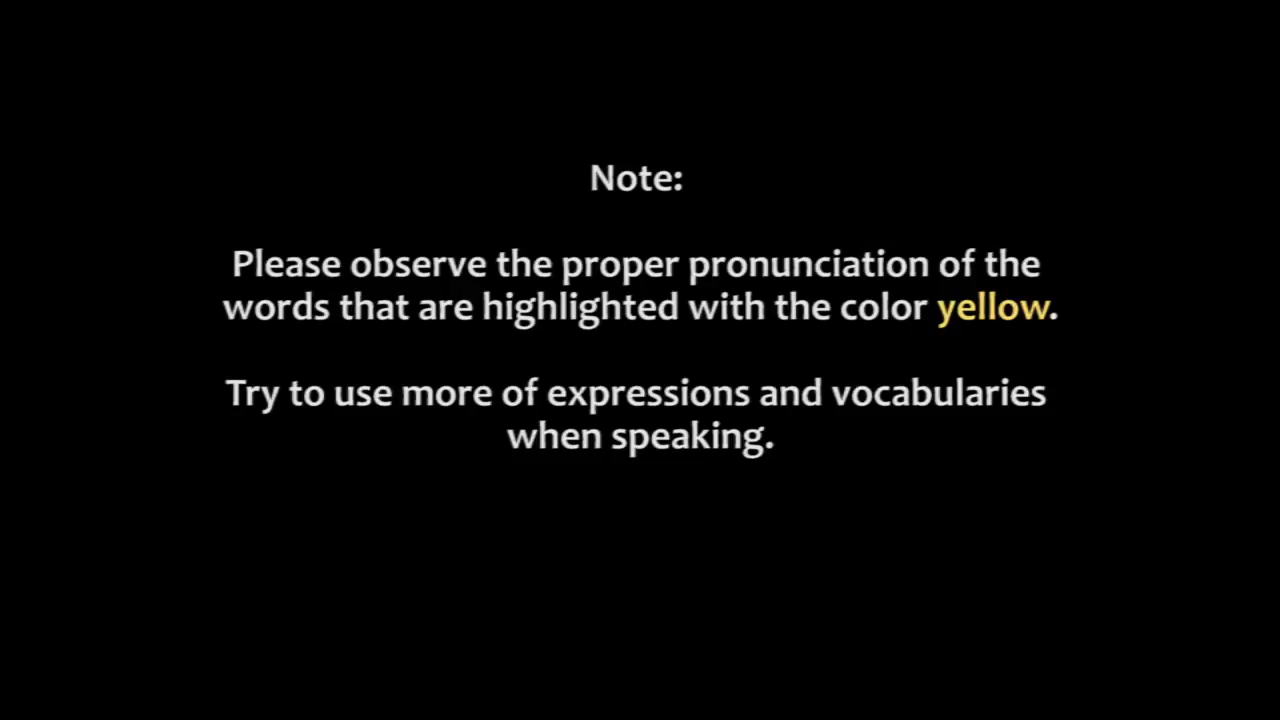 Note:
Please observe the proper pronunciation of the
words that are highlighted with the color yellow.
Try to use more of expressions and vocabularies
when speaking.